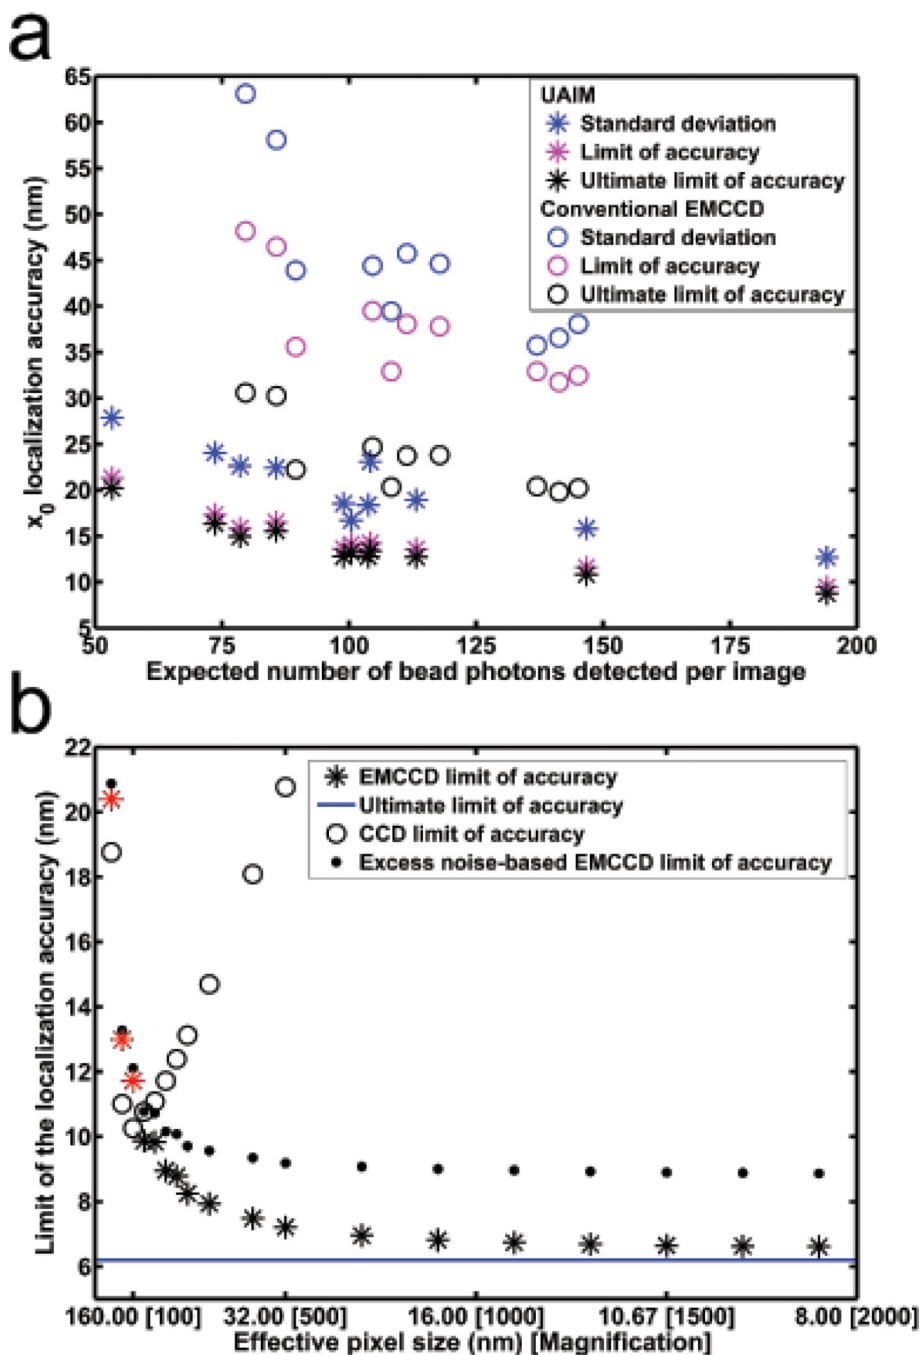 a
65
60
55
50
45
40
35
30
25
20
15
10
5
x0 localization accuracy (nm)
UAIM
Standard deviation
Limit of accuracy
Ultimate limit of accuracy
Conventional EMCCD
Standard deviation
Limit of accuracy
Ultimate limit of accuracy
50 75 100 125 150 175 200
Expected number of bead photons detected per image
b
22
20
18
16
14
12
10
8
6
Limit of the localization accuracy (nm)
EMCCD limit of accuracy
Ultimate limit of accuracy
CCD limit of accuracy
Excess noise-based EMCCD limit of accuracy
160.00 [100] 32.00 [500] 16.00 [1000] 10.67 [1500] 8.00 [2000]
Effective pixel size (nm) [Magnification]